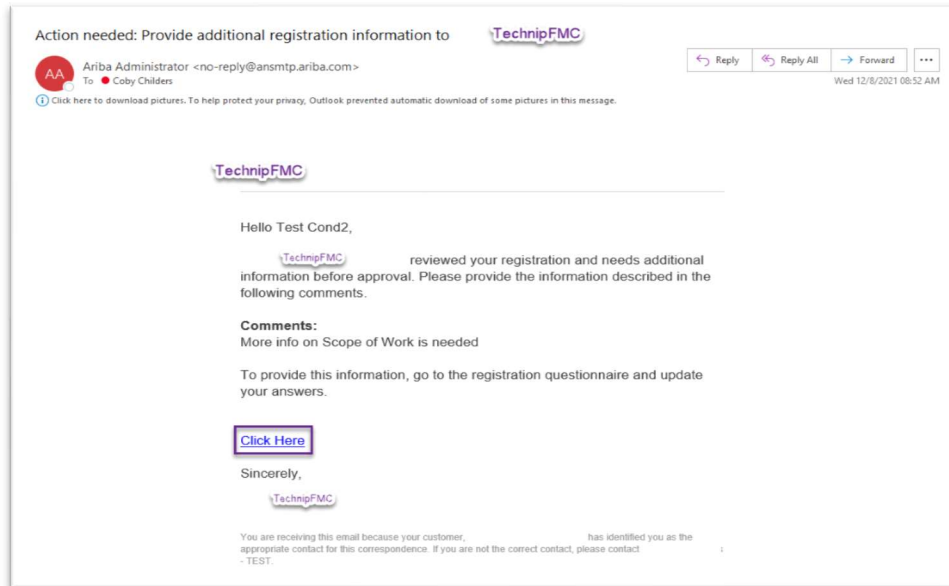 Action needed: Provide additional registration information to TechnipFMC
AA
Ariba Administrator <no-reply@ansmtp.ariba.com>
To Coby Childers
Reply Reply All Forward ...
Wed 12/8/2021 08:52 AM
Click here to download pictures. To help protect your privacy, Outlook prevented automatic download of some pictures in this message.
TechnipFMC
Hello Test Cond2,
TechnipFMC reviewed your registration and needs additional
information before approval. Please provide the information described in the
following comments.
Comments:
More info on Scope of Work is needed
To provide this information, go to the registration questionnaire and update
your answers.
Click Here
Sincerely,
TechnipFMC
You are receiving this email because your customer, has identified you as the
appropriate contact for this correspondence. If you are not the correct contact, please contact
- TEST.